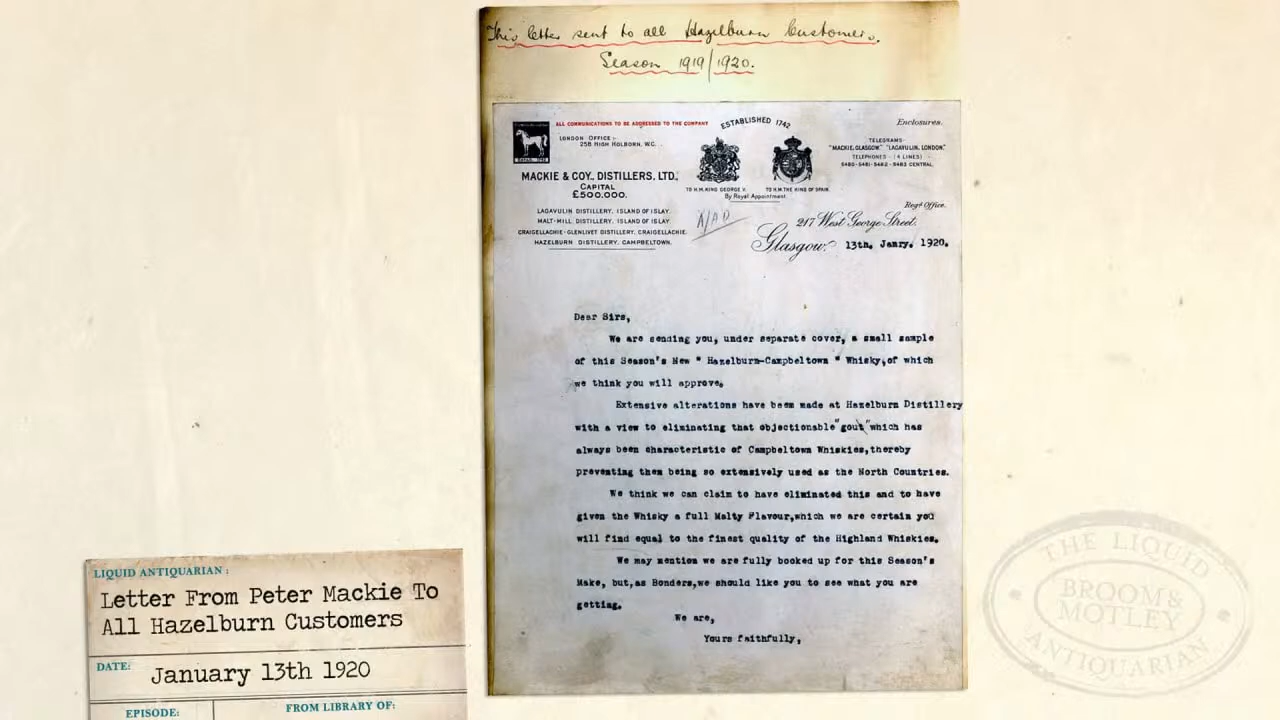 This letter sent to all Hazelburn Customers.
Season 1919/1920.
ALL COMMUNICATIONS TO BE ADDRESSED TO THE COMPANY
LONDON OFFICE:-
258 HIGH HOLBORN, W.C.
MACKIE & COY., DISTILLERS, LTD.
CAPITAL
£500,000.
LAGAVULIN DISTILLERY, ISLAND OF ISLAY.
MALT-MILL DISTILLERY, ISLAND OF ISLAY.
CRAIGELLACHIE-GLENLIVET DISTILLERY, CRAIGELLACHIE.
HAZELBURN DISTILLERY, CAMPBELTOWN.
ESTABLISHED 1742
TO H.M. KING GEORGE V.
TO H.M. THE KING OF SPAIN.
By Royal Appointment.
Enclosures.
TELEGRAMS-
"MACKIE, GLASGOW." "LAGAVULIN, LONDON."
TELEPHONES - (4 LINES) -
5480-5481-5482-5483 CENTRAL.
Regd. Office.
217 West George Street.
Glasgow. 13th. Janry. 1920.
Dear Sirs,
We are sending you, under separate cover, a small sample
of this Season's New " Hazelburn-Campbeltown " Whisky,of which
we think you will approve.
Extensive alterations have been made at Hazelburn Distillery
with a view to eliminating that objectionable "gout" which has
always been characteristic of Campbeltown Whiskies,thereby
preventing them being so extensively used as the North Countries.
We think we can claim to have eliminated this and to have
given the Whisky a full Malty Flavour,which we are certain you
will find equal to the finest quality of the Highland Whiskies.
We may mention we are fully booked up for this Season's
Make, but,as Bonders,we should like you to see what you are
getting.
We are,
Yours faithfully,
LIQUID ANTIQUARIAN :
Letter From Peter Mackie To
All Hazelburn Customers
DATE: January 13th 1920
EPISODE:
FROM LIBRARY OF:
THE LIQUID
BROOM &
MOTLEY
ANTIQUARIAN